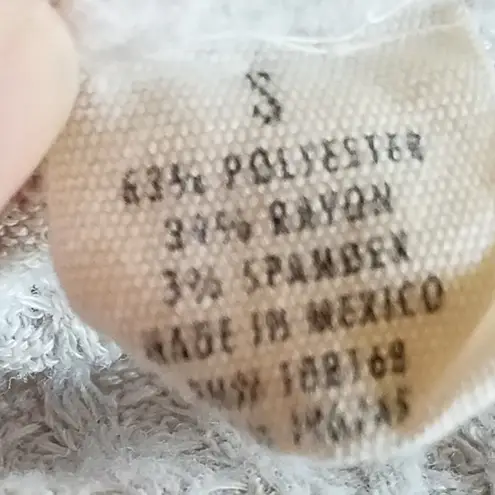 S
63% POLYESTER
34% RAYON
3% SPANDEX
MADE IN MEXICO
108168